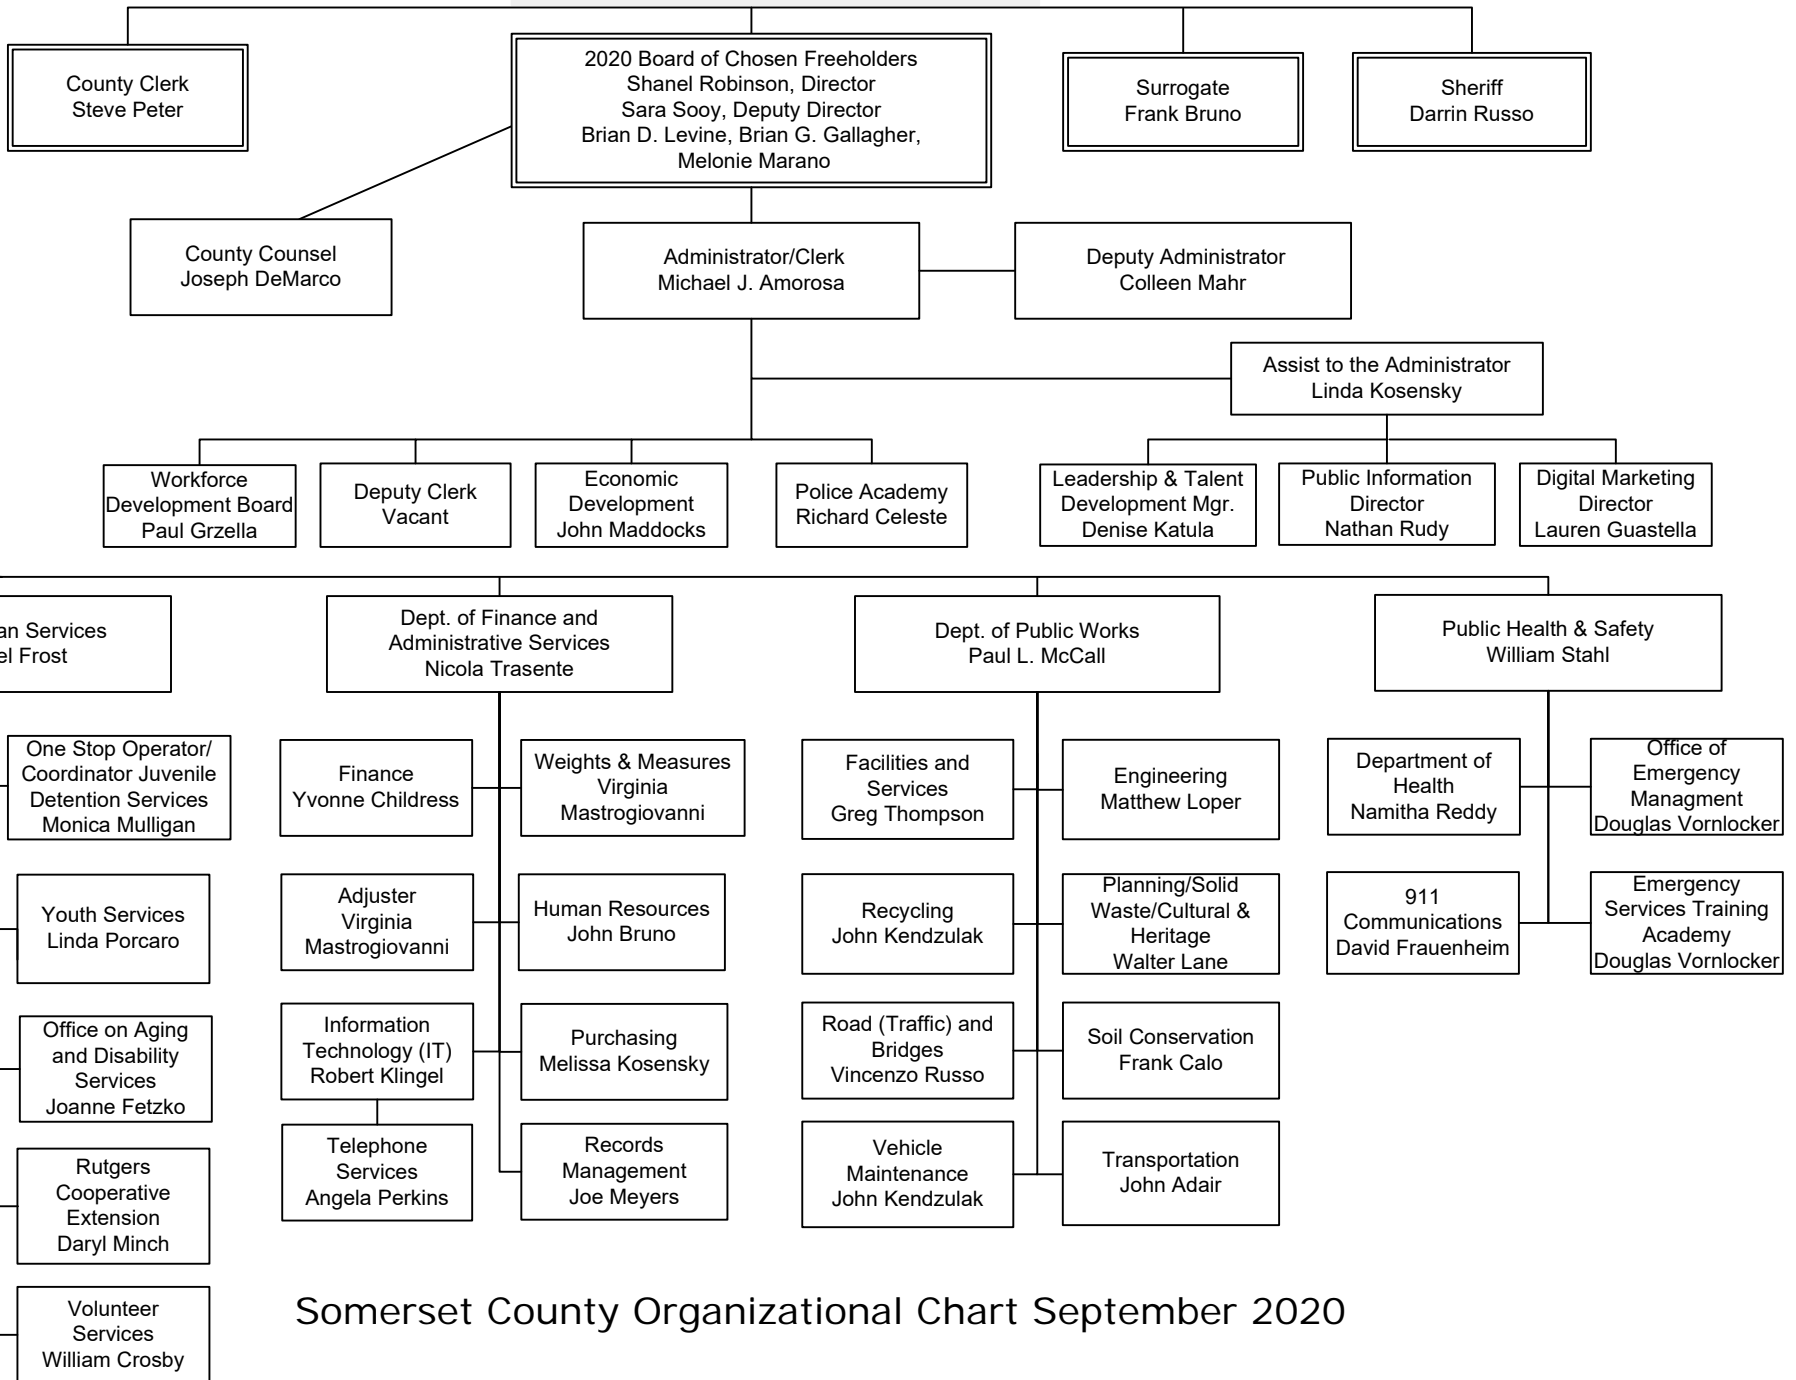 County Clerk
Steve Peter
2020 Board of Chosen Freeholders
Shanel Robinson, Director
Sara Sooy, Deputy Director
Brian D. Levine, Brian G. Gallagher,
Melonie Marano
Surrogate
Frank Bruno
Sheriff
Darrin Russo
County Counsel
Joseph DeMarco
Administrator/Clerk
Michael J. Amorosa
Deputy Administrator
Colleen Mahr
Assist to the Administrator
Linda Kosensky
Workforce
Development Board
Paul Grzella
Deputy Clerk
Vacant
Economic
Development
John Maddocks
Police Academy
Richard Celeste
Leadership & Talent
Development Mgr.
Denise Katula
Public Information
Director
Nathan Rudy
Digital Marketing
Director
Lauren Guastella
an Services
el Frost
Dept. of Finance and
Administrative Services
Nicola Trasente
Dept. of Public Works
Paul L. McCall
Public Health & Safety
William Stahl
One Stop Operator/
Coordinator Juvenile
Detention Services
Monica Mulligan
Finance
Yvonne Childress
Weights & Measures
Virginia
Mastrogiovanni
Facilities and
Services
Greg Thompson
Engineering
Matthew Loper
Department of
Health
Namitha Reddy
Office of
Emergency
Managment
Douglas Vornlocker
Youth Services
Linda Porcaro
Adjuster
Virginia
Mastrogiovanni
Human Resources
John Bruno
Recycling
John Kendzulak
Planning/Solid
Waste/Cultural &
Heritage
Walter Lane
911
Communications
David Frauenheim
Emergency
Services Training
Academy
Douglas Vornlocker
Office on Aging
and Disability
Services
Joanne Fetzko
Information
Technology (IT)
Robert Klingel
Purchasing
Melissa Kosensky
Road (Traffic) and
Bridges
Vincenzo Russo
Soil Conservation
Frank Calo
Rutgers
Cooperative
Extension
Daryl Minch
Telephone
Services
Angela Perkins
Records
Management
Joe Meyers
Vehicle
Maintenance
John Kendzulak
Transportation
John Adair
Volunteer
Services
William Crosby
Somerset County Organizational Chart September 2020